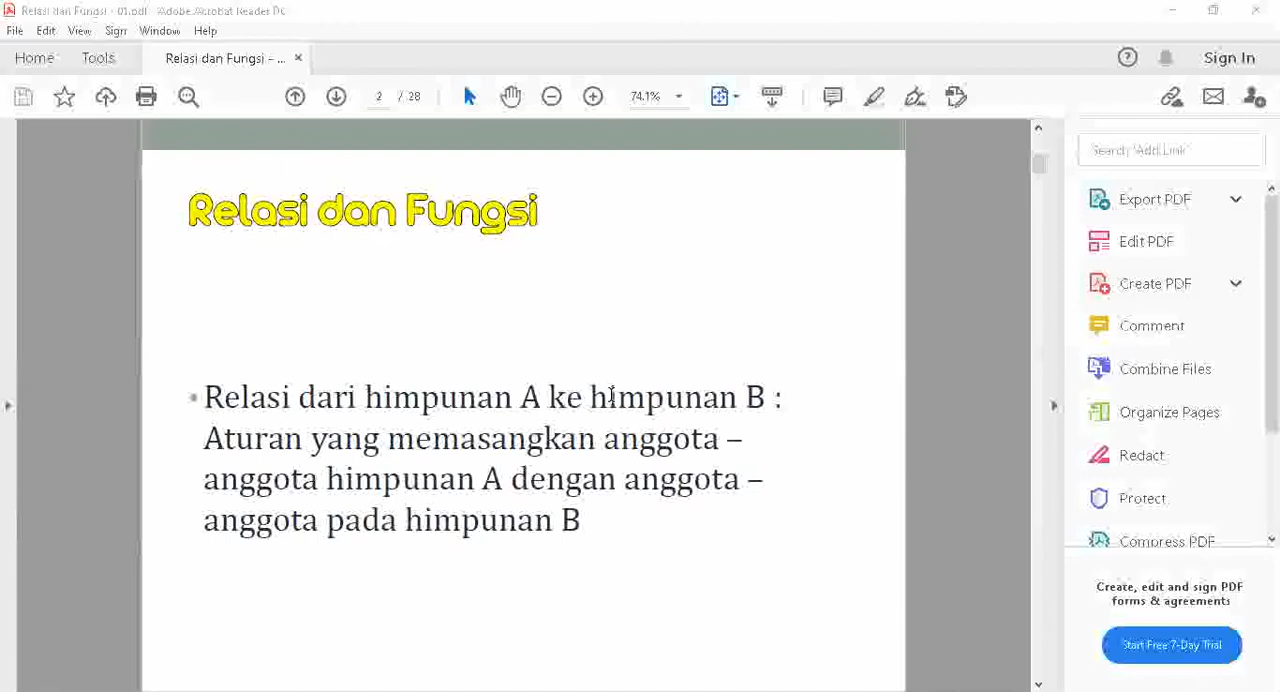 Relasi dan Fungsi - 01.pdf - Adobe Acrobat Reader DC
File Edit View Sign Window Help
Home Tools Relasi dan Fungsi – ... ×
Sign In
2 / 28 74.1%
Search 'Add Link'
Relasi dan Fungsi
Export PDF
Edit PDF
Create PDF
Comment
Combine Files
Organize Pages
Redact
Protect
Compress PDF
• Relasi dari himpunan A ke himpunan B :
Aturan yang memasangkan anggota –
anggota himpunan A dengan anggota –
anggota pada himpunan B
Create, edit and sign PDF
forms & agreements
Start Free 7-Day Trial